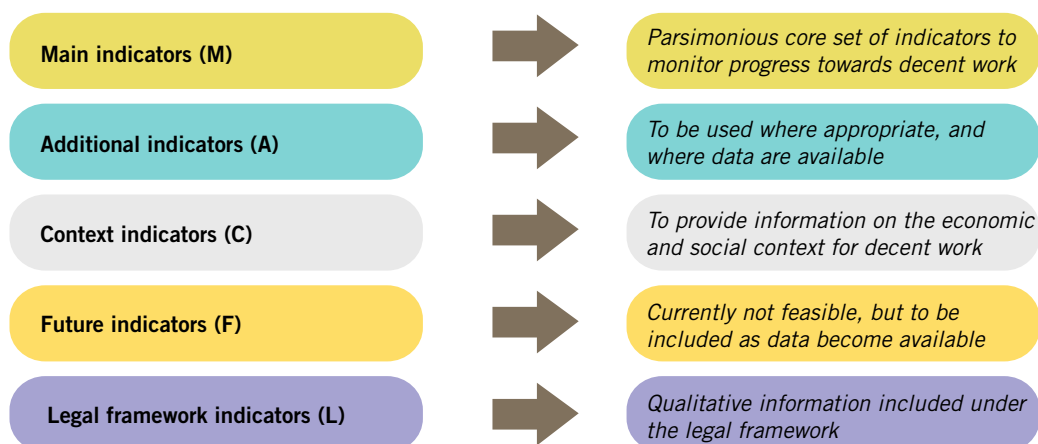 Main indicators (M)
Parsimonious core set of indicators to
monitor progress towards decent work
Additional indicators (A)
To be used where appropriate, and
where data are available
Context indicators (C)
To provide information on the economic
and social context for decent work
Future indicators (F)
Currently not feasible, but to be
included as data become available
Legal framework indicators (L)
Qualitative information included under
the legal framework